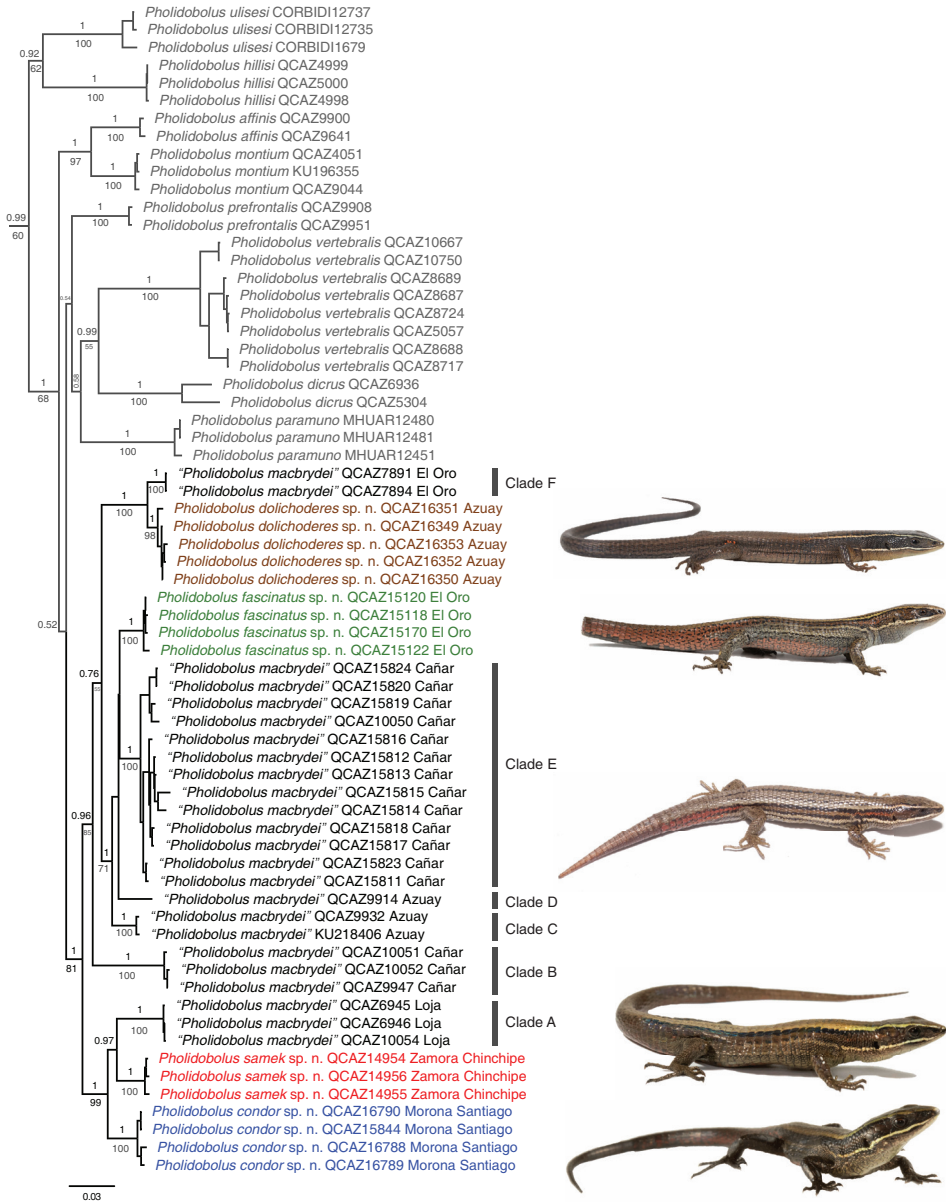 Pholidobolus ulisesi CORBIDI12737
1
Pholidobolus ulisesi CORBIDI12735
100
Pholidobolus ulisesi CORBIDI1679
0.92
62
Pholidobolus hillisi QCAZ4999
1
Pholidobolus hillisi QCAZ5000
100
Pholidobolus hillisi QCAZ4998
Pholidobolus affinis QCAZ9900
1
100
Pholidobolus affinis QCAZ9641
1
97
Pholidobolus montium QCAZ4051
1
Pholidobolus montium KU196355
100
Pholidobolus montium QCAZ9044
Pholidobolus prefrontalis QCAZ9908
1
100
Pholidobolus prefrontalis QCAZ9951
0.99
60
Pholidobolus vertebralis QCAZ10667
Pholidobolus vertebralis QCAZ10750
Pholidobolus vertebralis QCAZ8689
1
100
Pholidobolus vertebralis QCAZ8687
0.54
Pholidobolus vertebralis QCAZ8724
Pholidobolus vertebralis QCAZ5057
0.99
55
Pholidobolus vertebralis QCAZ8688
Pholidobolus vertebralis QCAZ8717
Pholidobolus dicrus QCAZ6936
1
100
Pholidobolus dicrus QCAZ5304
0.58
1
68
Pholidobolus paramuno MHUAR12480
1
Pholidobolus paramuno MHUAR12481
100
Pholidobolus paramuno MHUAR12451
"Pholidobolus macbrydei" QCAZ7891 El Oro
1
100
Clade F
"Pholidobolus macbrydei" QCAZ7894 El Oro
1
100
Pholidobolus dolichoderes sp. n. QCAZ16351 Azuay
Pholidobolus dolichoderes sp. n. QCAZ16349 Azuay
1
98
Pholidobolus dolichoderes sp. n. QCAZ16353 Azuay
Pholidobolus dolichoderes sp. n. QCAZ16352 Azuay
Pholidobolus dolichoderes sp. n. QCAZ16350 Azuay
Pholidobolus fascinatus sp. n. QCAZ15120 El Oro
Pholidobolus fascinatus sp. n. QCAZ15118 El Oro
1
100
Pholidobolus fascinatus sp. n. QCAZ15170 El Oro
Pholidobolus fascinatus sp. n. QCAZ15122 El Oro
0.52
"Pholidobolus macbrydei" QCAZ15824 Cañar
0.76
55
"Pholidobolus macbrydei" QCAZ15820 Cañar
"Pholidobolus macbrydei" QCAZ15819 Cañar
"Pholidobolus macbrydei" QCAZ10050 Cañar
"Pholidobolus macbrydei" QCAZ15816 Cañar
1
100
"Pholidobolus macbrydei" QCAZ15812 Cañar
Clade E
"Pholidobolus macbrydei" QCAZ15813 Cañar
"Pholidobolus macbrydei" QCAZ15815 Cañar
"Pholidobolus macbrydei" QCAZ15814 Cañar
0.96
85
"Pholidobolus macbrydei" QCAZ15818 Cañar
"Pholidobolus macbrydei" QCAZ15817 Cañar
1
71
"Pholidobolus macbrydei" QCAZ15823 Cañar
"Pholidobolus macbrydei" QCAZ15811 Cañar
"Pholidobolus macbrydei" QCAZ9914 Azuay
Clade D
"Pholidobolus macbrydei" QCAZ9932 Azuay
1
100
Clade C
"Pholidobolus macbrydei" KU218406 Azuay
"Pholidobolus macbrydei" QCAZ10051 Cañar
1
81
1
100
"Pholidobolus macbrydei" QCAZ10052 Cañar
Clade B
"Pholidobolus macbrydei" QCAZ9947 Cañar
"Pholidobolus macbrydei" QCAZ6945 Loja
1
100
"Pholidobolus macbrydei" QCAZ6946 Loja
Clade A
"Pholidobolus macbrydei" QCAZ10054 Loja
0.97
Pholidobolus samek sp. n. QCAZ14954 Zamora Chinchipe
1
Pholidobolus samek sp. n. QCAZ14956 Zamora Chinchipe
100
Pholidobolus samek sp. n. QCAZ14955 Zamora Chinchipe
1
99
Pholidobolus condor sp. n. QCAZ16790 Morona Santiago
Pholidobolus condor sp. n. QCAZ15844 Morona Santiago
1
100
Pholidobolus condor sp. n. QCAZ16788 Morona Santiago
Pholidobolus condor sp. n. QCAZ16789 Morona Santiago
0.03